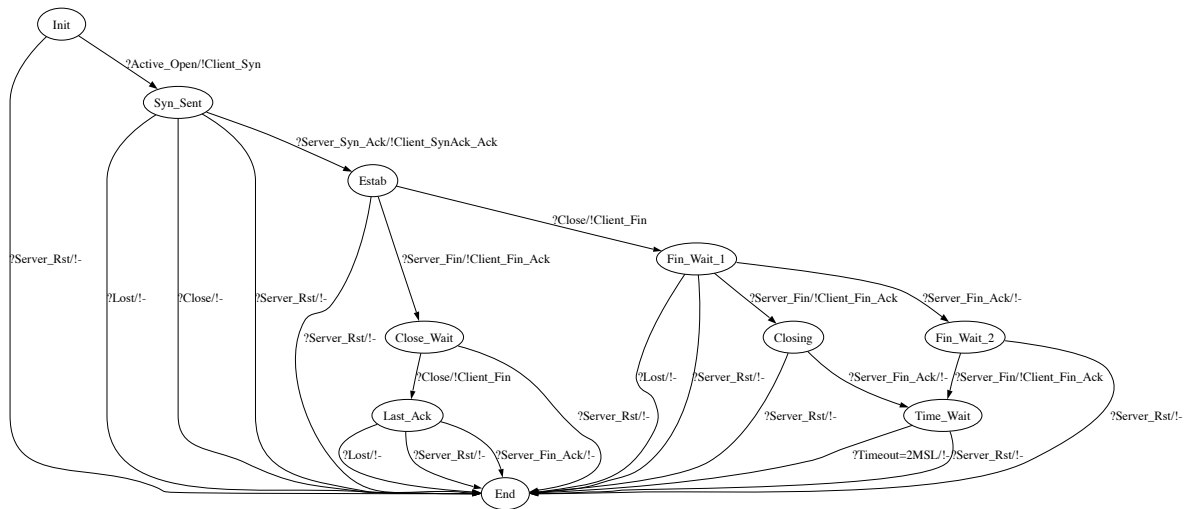 Init
?Active_Open/!Client_Syn
Syn_Sent
?Server_Syn_Ack/!Client_SynAck_Ack
Estab
?Close/!Client_Fin
?Server_Rst/!-
?Server_Fin/!Client_Fin_Ack
Fin_Wait_1
?Lost/!-
?Close/!-
?Server_Rst/!-
?Server_Fin/!Client_Fin_Ack
?Server_Fin_Ack/!-
?Server_Rst/!-
Close_Wait
Closing
Fin_Wait_2
?Close/!Client_Fin
?Lost/!-
?Server_Rst/!-
?Server_Fin_Ack/!-
?Server_Fin/!Client_Fin_Ack
Last_Ack
?Server_Rst/!-
?Server_Rst/!-
Time_Wait
?Server_Rst/!-
?Lost/!-
?Server_Rst/!-
?Server_Fin_Ack/!-
?Timeout=2MSL/!-
?Server_Rst/!-
End